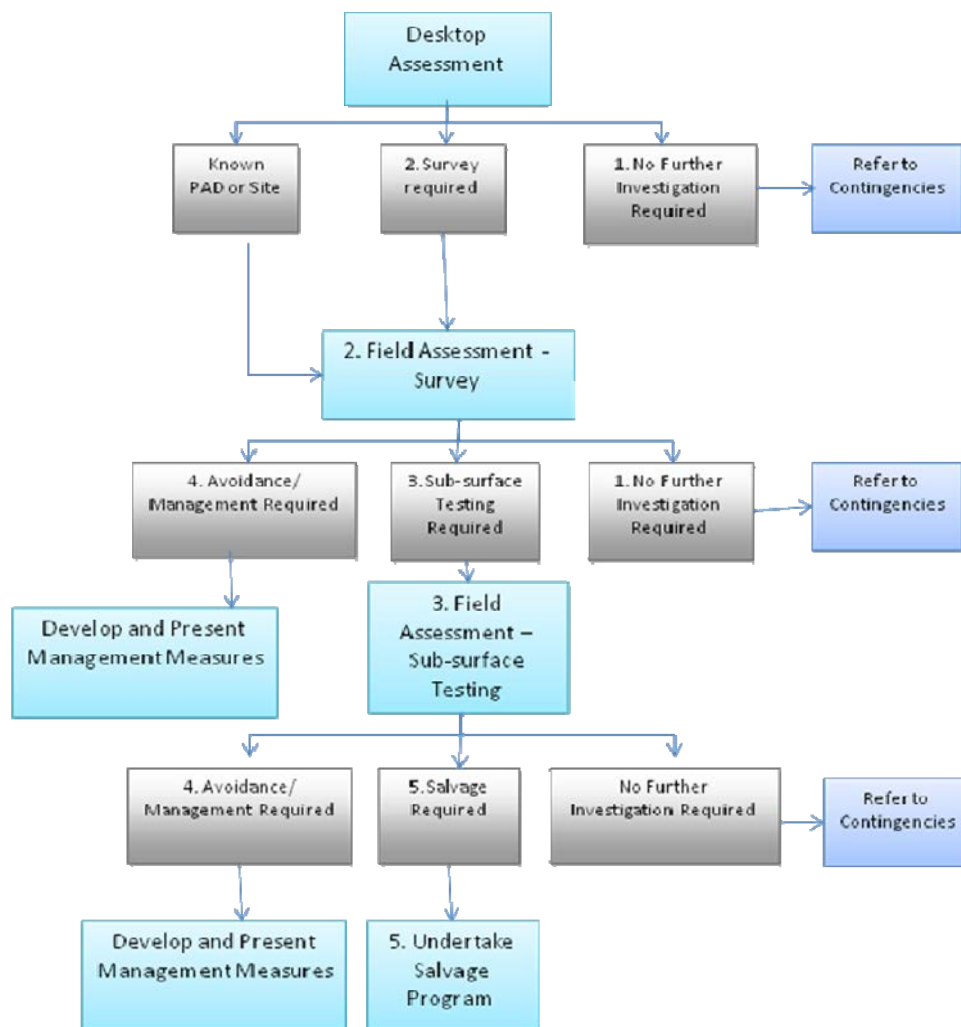 Desktop
Assessment
Known
PAD or Site
2. Survey
required
1. No Further
Investigation
Required
Refer to
Contingencies
2. Field Assessment -
Survey
4. Avoidance/
Management Required
3. Sub-surface
Testing
Required
1. No Further
Investigation
Required
Refer to
Contingencies
Develop and Present
Management Measures
3. Field
Assessment –
Sub-surface
Testing
4. Avoidance/
Management Required
5. Salvage
Required
No Further
Investigation Required
Refer to
Contingencies
Develop and Present
Management Measures
5. Undertake
Salvage
Program